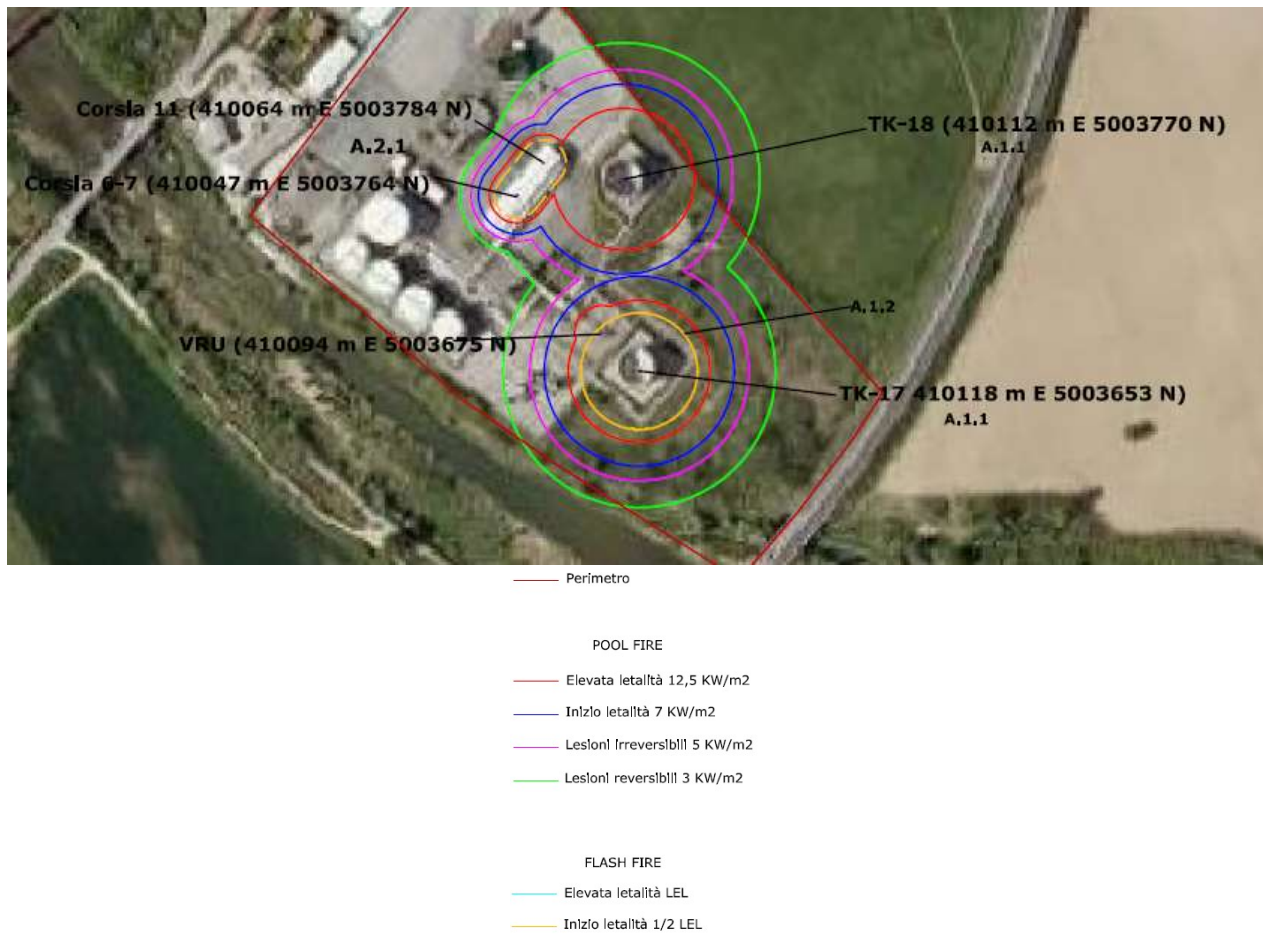 Corsia 11 (410064 m E 5003784 N)
TK-18 (410112 m E 5003770 N)
A.1.1
A.2.1
Corsia 6-7 (410047 m E 5003764 N)
A.1.2
VRU (410094 m E 5003675 N)
TK-17 410118 m E 5003653 N)
A.1.1
Perimetro
POOL FIRE
Elevata letalità 12,5 KW/m2
Inizio letalità 7 KW/m2
Lesioni irreversibili 5 KW/m2
Lesioni reversibili 3 KW/m2
FLASH FIRE
Elevata letalità LEL
Inizio letalità 1/2 LEL